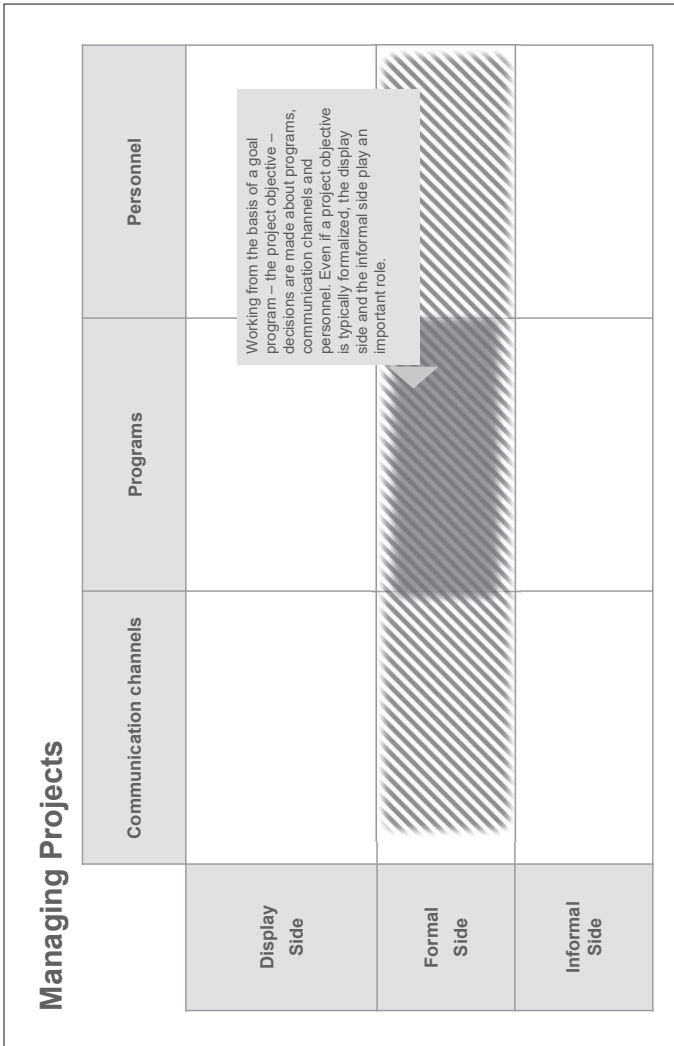 Managing Projects
Communication channels
Programs
Personnel
Display
Side
Working from the basis of a goal
program – the project objective –
decisions are made about programs,
communication channels and
personnel. Even if a project objective
is typically formalized, the display
side and the informal side play an
important role.
Formal
Side
Informal
Side